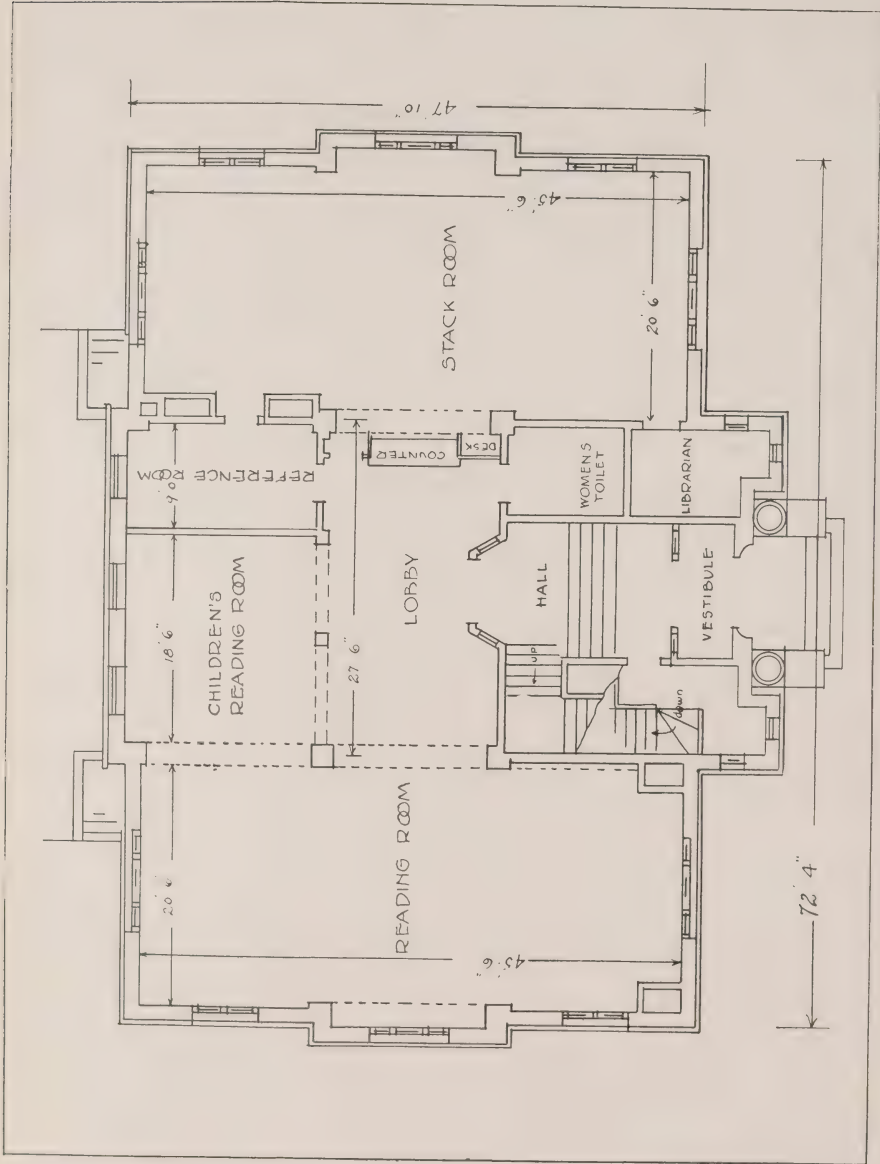 47' 10"
45' 6"
STACK ROOM
20' 6"
REFERENCE ROOM
9' 0"
COUNTER
DESK
WOMENS
TOILET
LIBRARIAN
CHILDREN'S
READING ROOM
18' 6"
LOBBY
27' 6"
HALL
UP
VESTIBULE
down
READING ROOM
20' 6"
45' 6"
72' 4"